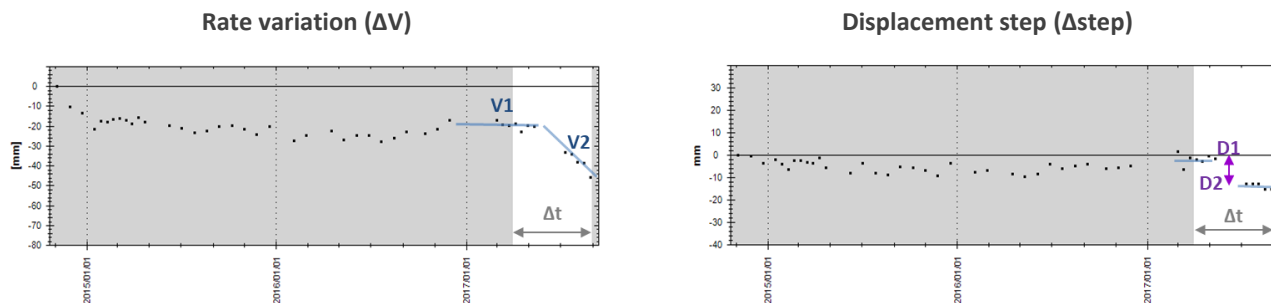 Rate variation (ΔV)
0
-10
-20
-30
-40
-50
-60
-70
-80
[mm]
V1
V2
Δt
2015/01/01
2016/01/01
2017/01/01
Displacement step (Δstep)
30
20
10
0
-10
-20
-30
-40
mm
D1
D2
Δt
2015/01/01
2016/01/01
2017/01/01